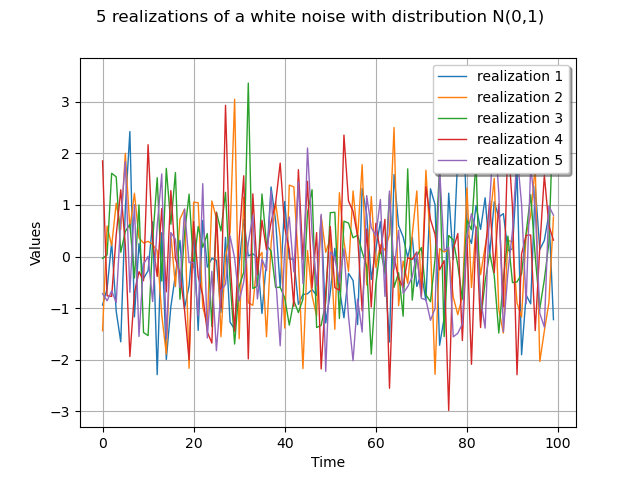 5 realizations of a white noise with distribution N(0,1)
realization 1
realization 2
realization 3
realization 4
realization 5
Values
3
2
1
0
−1
−2
−3
0
20
40
60
80
100
Time